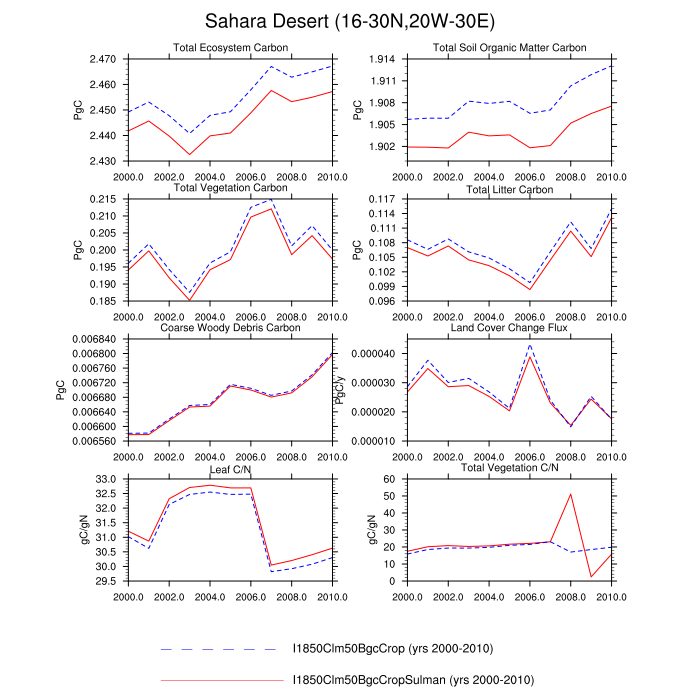 Sahara Desert (16-30N,20W-30E)
Total Ecosystem Carbon
PgC
2.470
2.460
2.450
2.440
2.430
2000.0 2002.0 2004.0 2006.0 2008.0 2010.0
Total Soil Organic Matter Carbon
PgC
1.914
1.911
1.908
1.905
1.902
2000.0 2002.0 2004.0 2006.0 2008.0 2010.0
Total Vegetation Carbon
PgC
0.215
0.210
0.205
0.200
0.195
0.190
0.185
2000.0 2002.0 2004.0 2006.0 2008.0 2010.0
Total Litter Carbon
PgC
0.117
0.114
0.111
0.108
0.105
0.102
0.099
0.096
2000.0 2002.0 2004.0 2006.0 2008.0 2010.0
Coarse Woody Debris Carbon
PgC
0.006840
0.006800
0.006760
0.006720
0.006680
0.006640
0.006600
0.006560
2000.0 2002.0 2004.0 2006.0 2008.0 2010.0
Land Cover Change Flux
PgC/y
0.000040
0.000030
0.000020
0.000010
2000.0 2002.0 2004.0 2006.0 2008.0 2010.0
Leaf C/N
gC/gN
33.0
32.5
32.0
31.5
31.0
30.5
30.0
29.5
2000.0 2002.0 2004.0 2006.0 2008.0 2010.0
Total Vegetation C/N
gC/gN
60
50
40
30
20
10
0
2000.0 2002.0 2004.0 2006.0 2008.0 2010.0
I1850Clm50BgcCrop (yrs 2000-2010)
I1850Clm50BgcCropSulman (yrs 2000-2010)